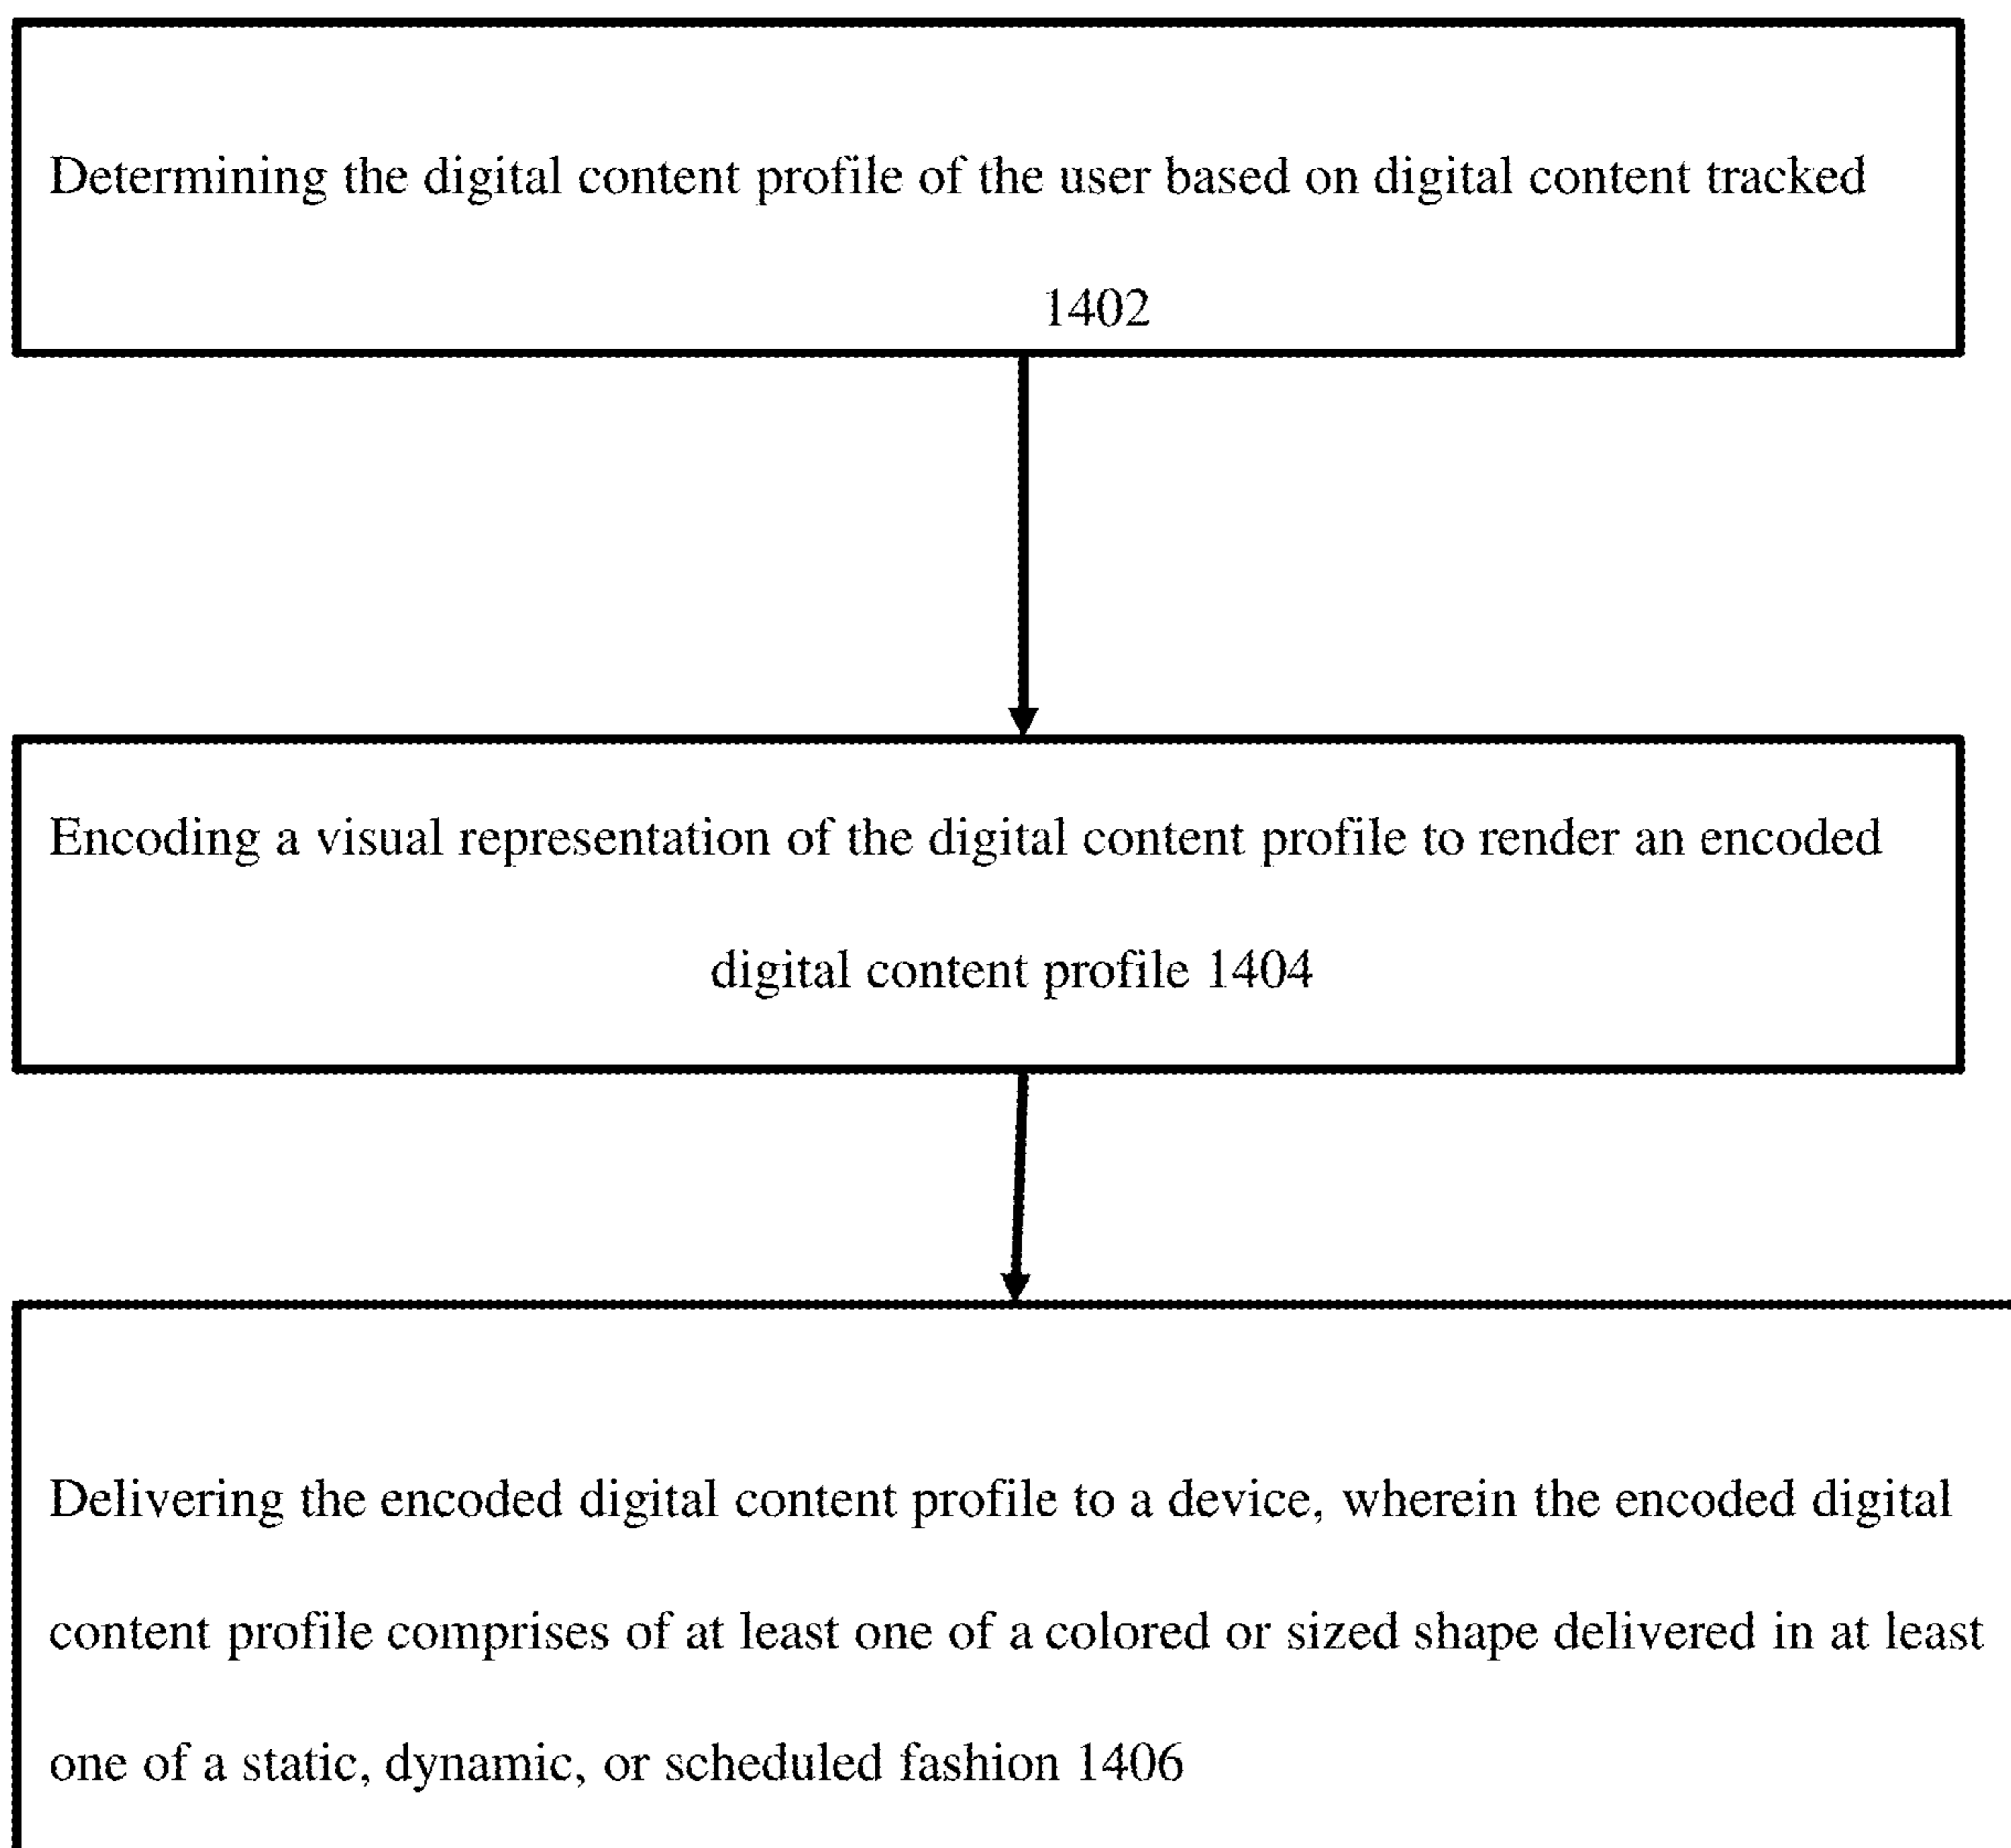 Determining the digital content profile of the user based on digital content tracked
1402
Encoding a visual representation of the digital content profile to render an encoded
digital content profile 1404
Delivering the encoded digital content profile to a device, wherein the encoded digital
content profile comprises of at least one of a colored or sized shape delivered in at least
one of a static, dynamic, or scheduled fashion 1406